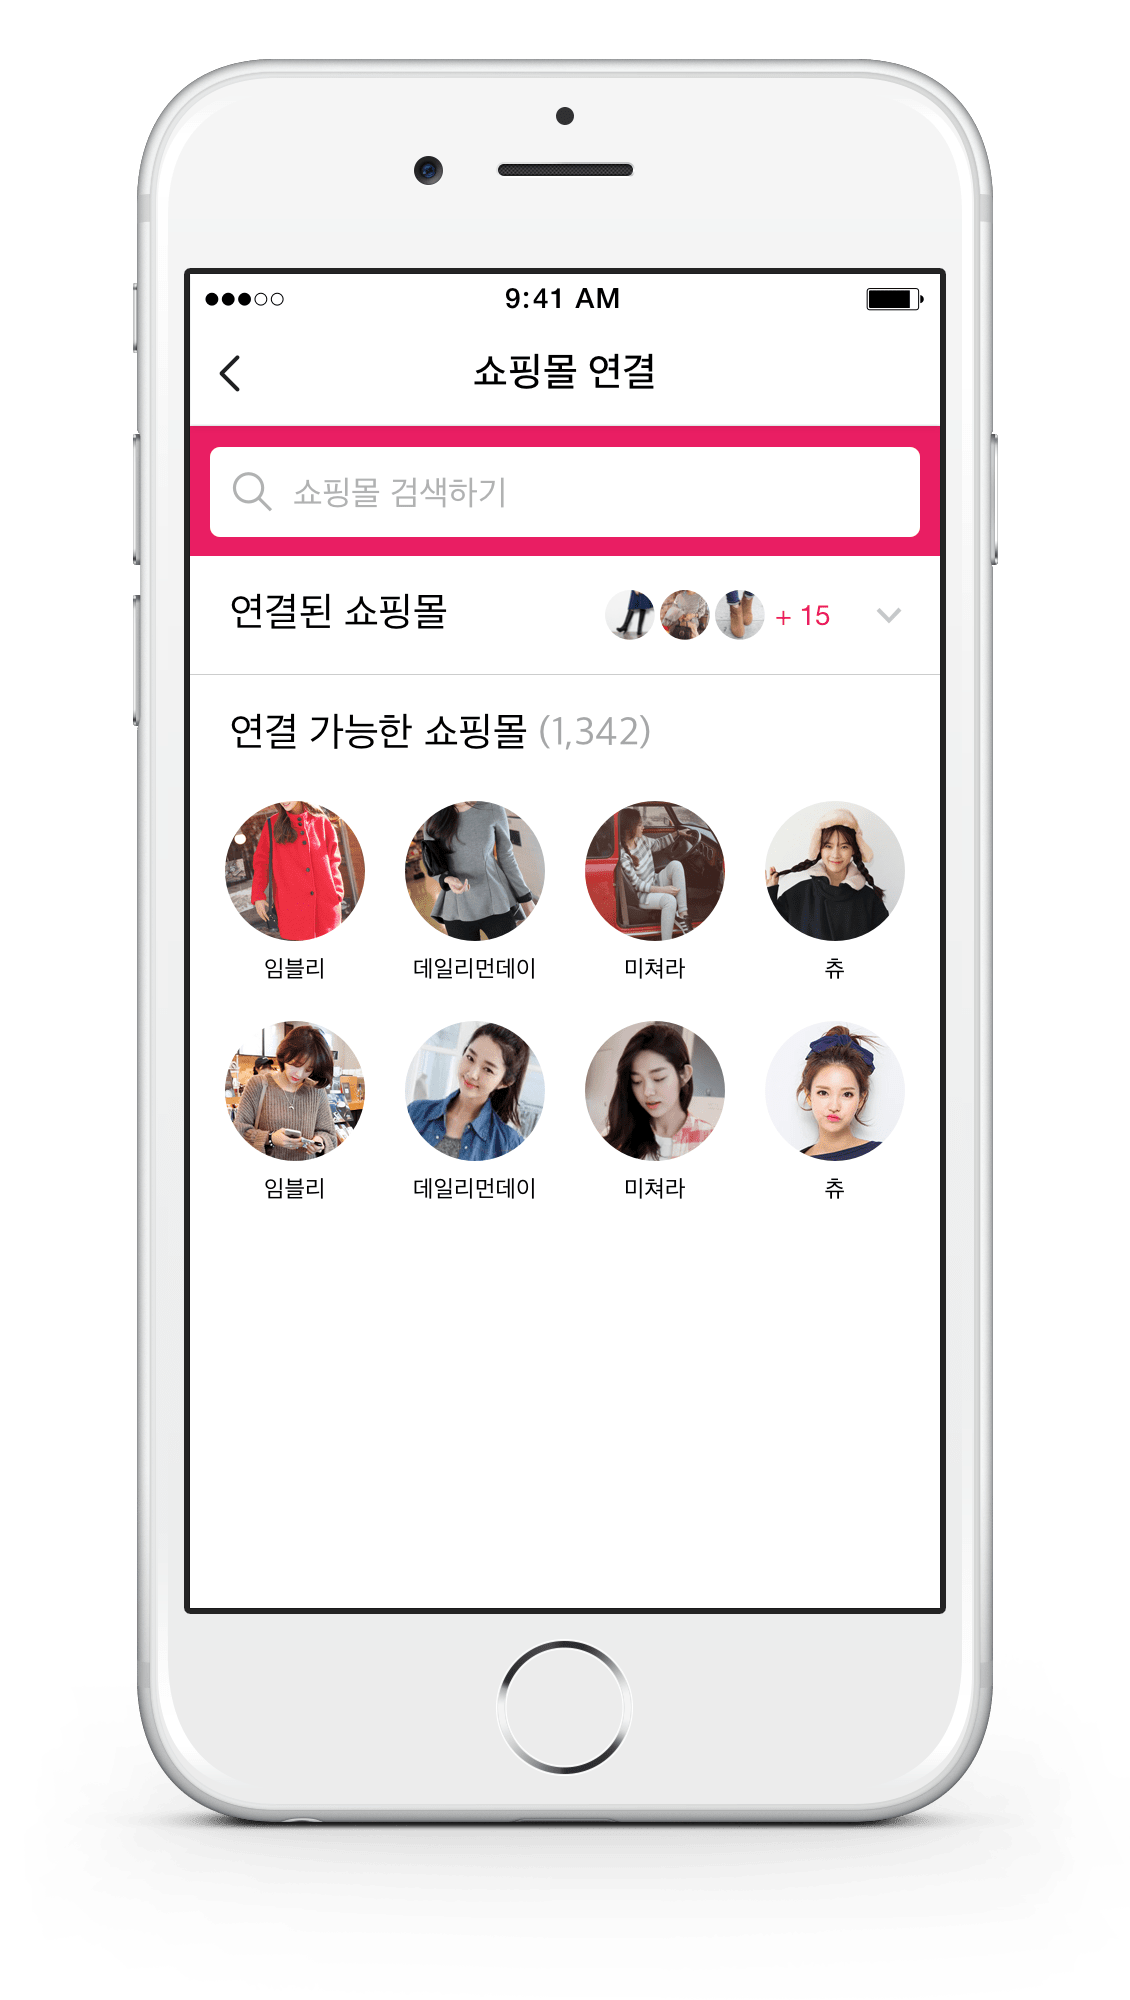 9:41 AM
쇼핑몰 연결
쇼핑몰 검색하기
연결된 쇼핑몰 + 15
연결 가능한 쇼핑몰 (1,342)
임블리 데일리먼데이 미쳐라 츄
임블리 데일리먼데이 미쳐라 츄